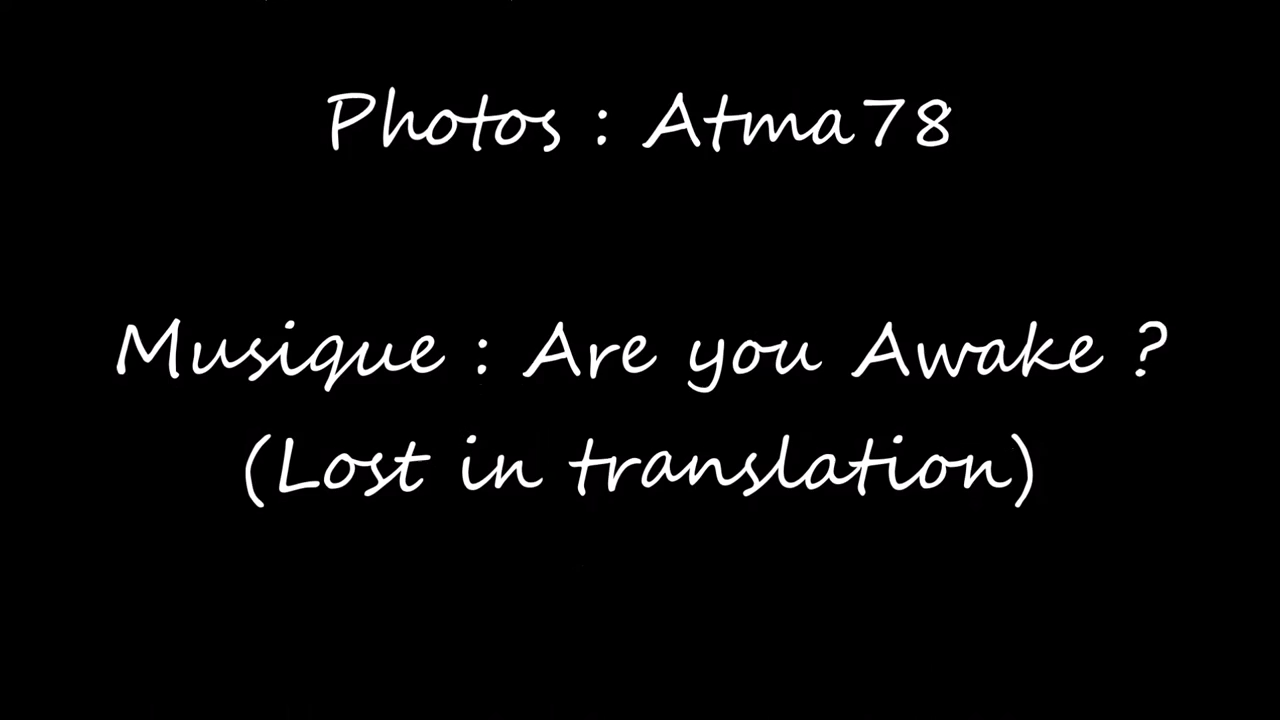 Photos : Atma78
Musique : Are you Awake ?
(Lost in translation)